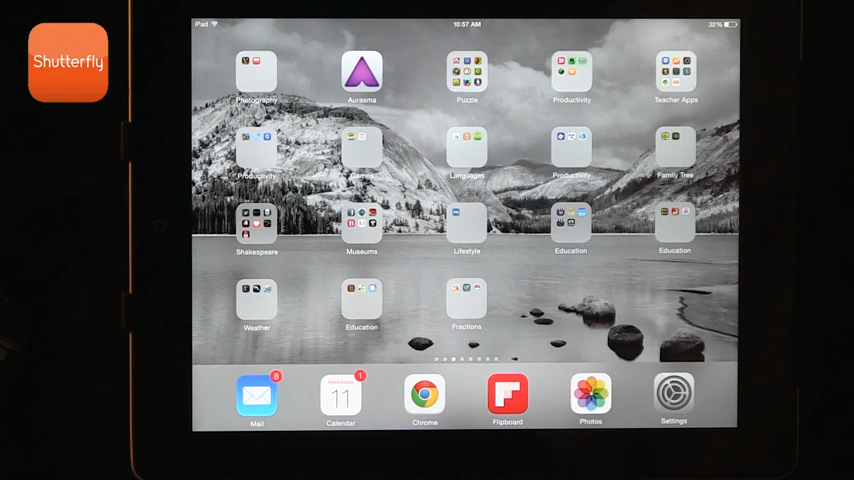 Shutterfly
iPad
10:57 AM
32%
Photography
Aurasma
Puzzle
Productivity
Teacher Apps
Productivity
Games
Languages
Productivity
Family Tree
Shakespeare
Museums
Lifestyle
Education
Education
Weather
Education
Fractions
8
Wednesday
11
1
Mail
Calendar
Chrome
Flipboard
Photos
Settings